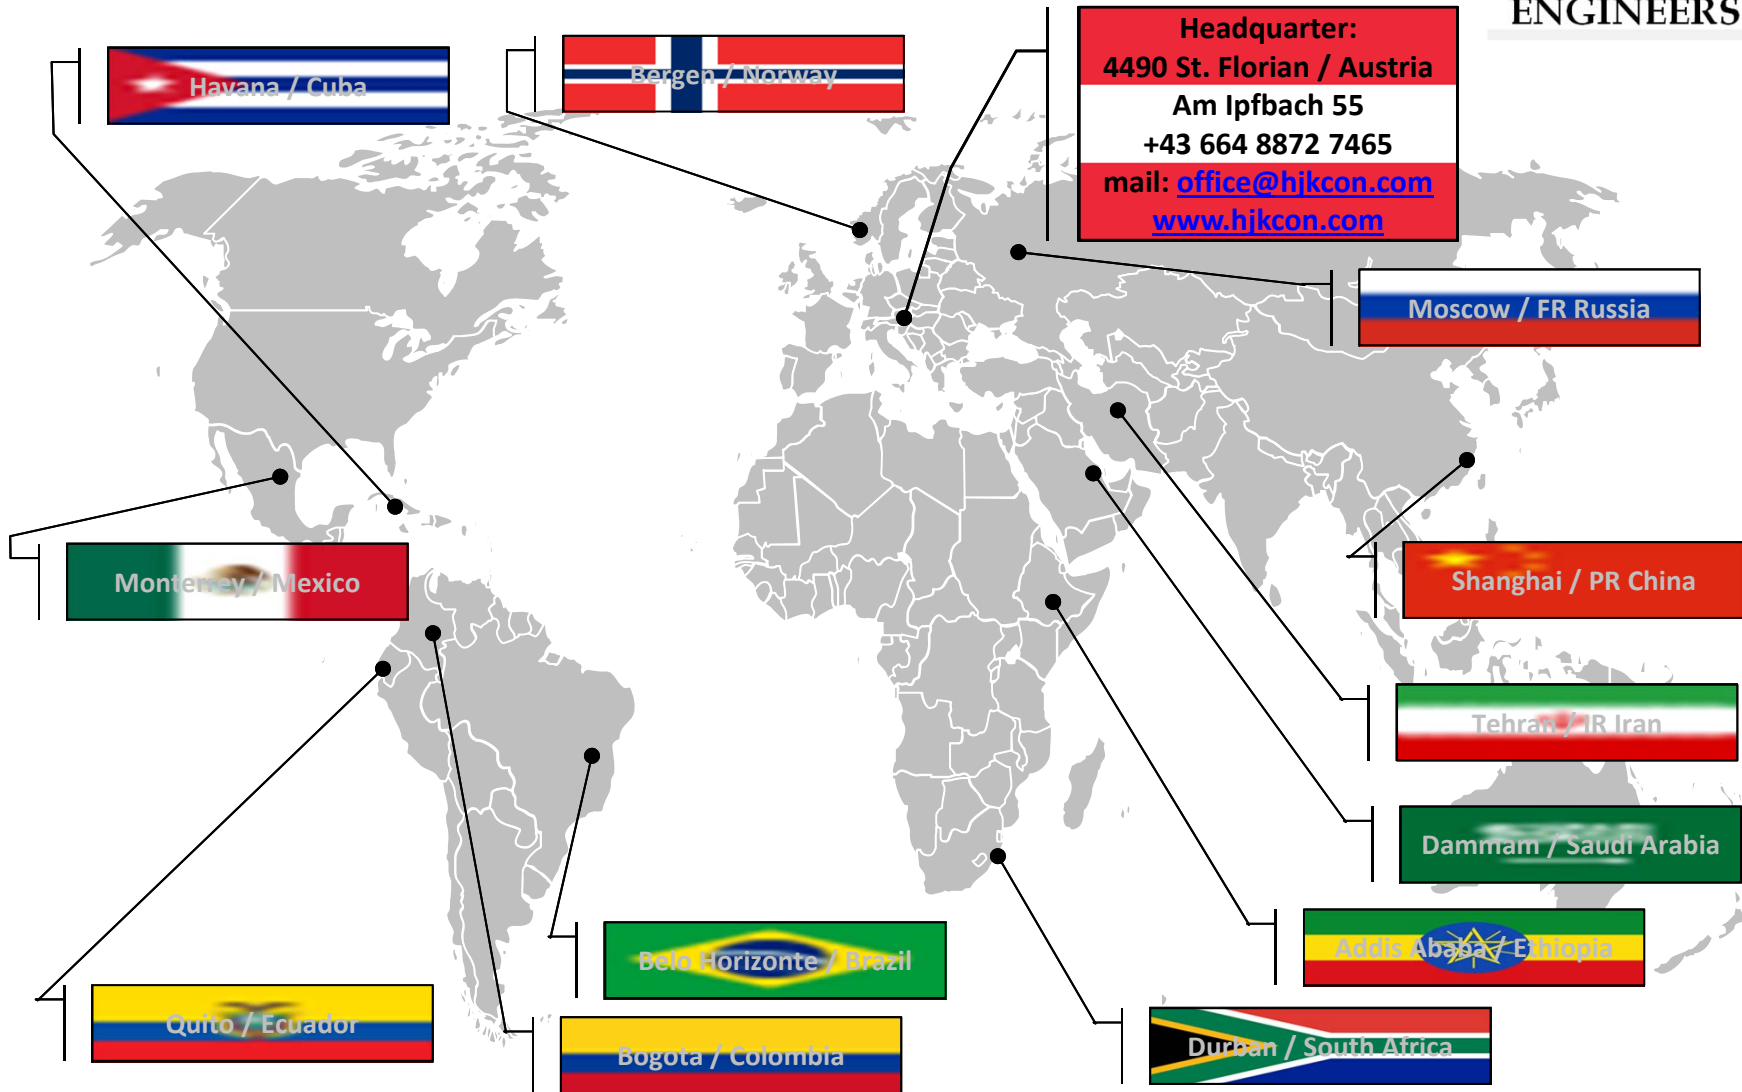 ENGINEERS
Headquarter:
4490 St. Florian / Austria
Am Ipfbach 55
+43 664 8872 7465
mail: office@hjkcon.com
www.hjkcon.com
Havana / Cuba
Bergen / Norway
Moscow / FR Russia
Monterrey / Mexico
Shanghai / PR China
Tehran / IR Iran
Dammam / Saudi Arabia
Addis Ababa / Ethiopia
Belo Horizonte / Brazil
Quito / Ecuador
Bogota / Colombia
Durban / South Africa